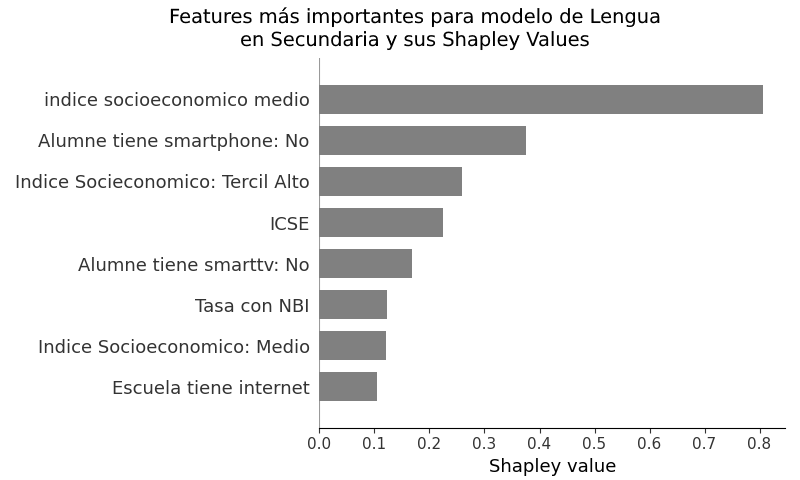 Features más importantes para modelo de Lengua
en Secundaria y sus Shapley Values
indice socioeconomico medio
Alumne tiene smartphone: No
Indice Socieconomico: Tercil Alto
ICSE
Alumne tiene smarttv: No
Tasa con NBI
Indice Socioeconomico: Medio
Escuela tiene internet
0.0 0.1 0.2 0.3 0.4 0.5 0.6 0.7 0.8
Shapley value